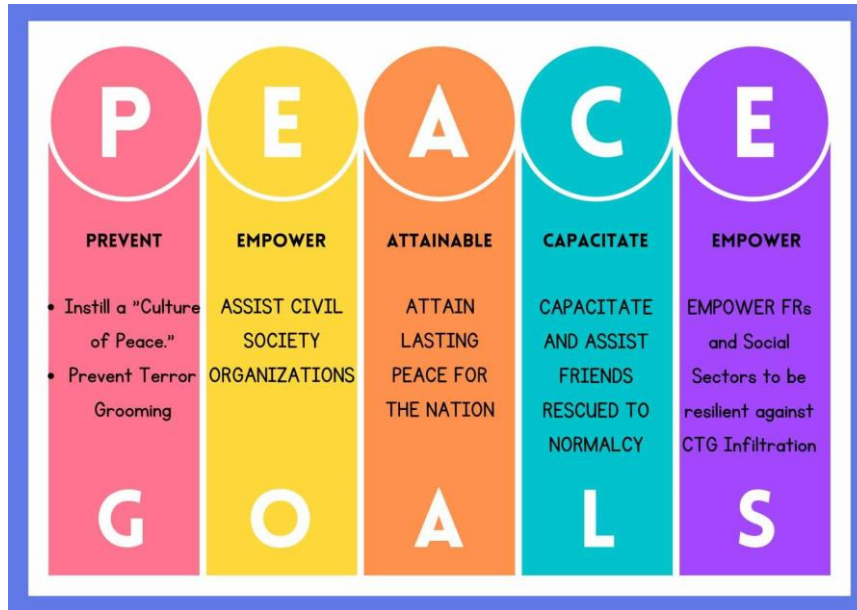 P
PREVENT
• Instill a "Culture
of Peace."
• Prevent Terror
Grooming
G
E
EMPOWER
ASSIST CIVIL
SOCIETY
ORGANIZATIONS
O
A
ATTAINABLE
ATTAIN
LASTING
PEACE FOR
THE NATION
A
C
CAPACITATE
CAPACITATE
AND ASSIST
FRIENDS
RESCUED TO
NORMALCY
L
E
EMPOWER
EMPOWER FRs
and Social
Sectors to be
resilient against
CTG Infiltration
S